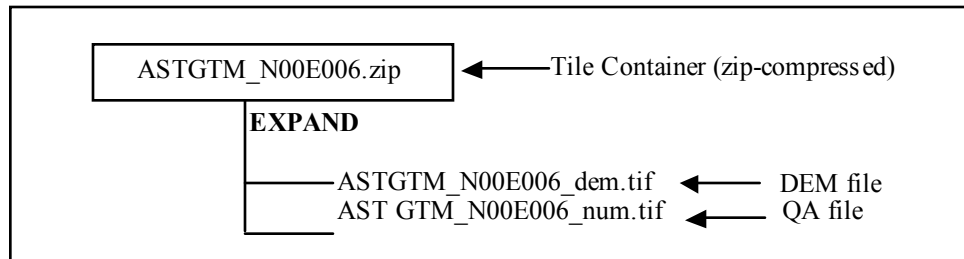 ASTGTM_N00E006.zip Tile Container (zip-compressed)
EXPAND
ASTGTM_N00E006_dem.tif DEM file
AST GTM_N00E006_num.tif QA file